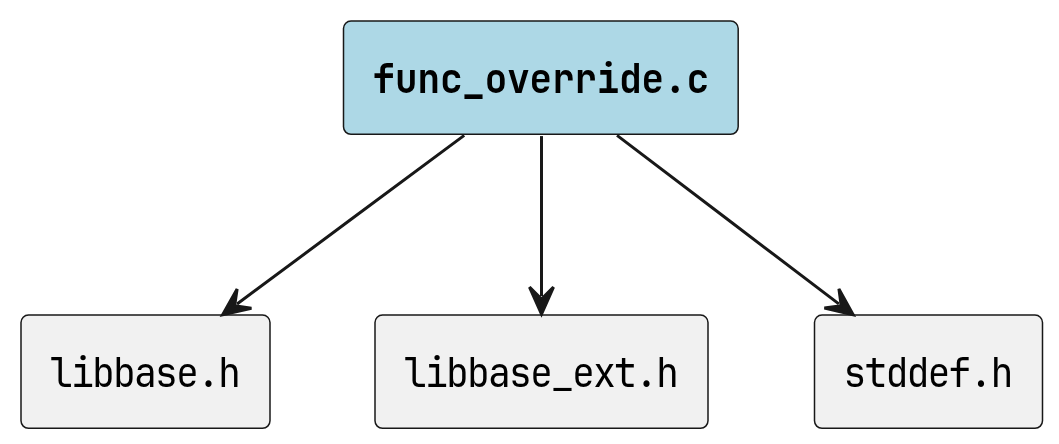 func_override.c
libbase.h
libbase_ext.h
stddef.h